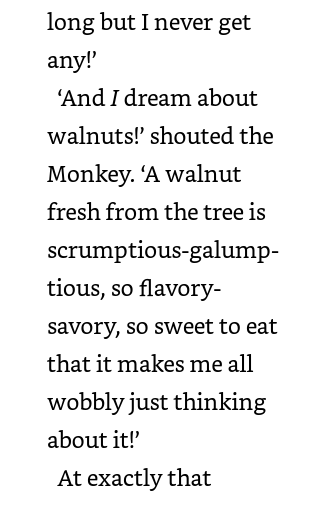 long but I never get
any!’
‘And I dream about
walnuts!’ shouted the
Monkey. ‘A walnut
fresh from the tree is
scrumptious-galump-
tious, so flavory-
savory, so sweet to eat
that it makes me all
wobbly just thinking
about it!’
At exactly that